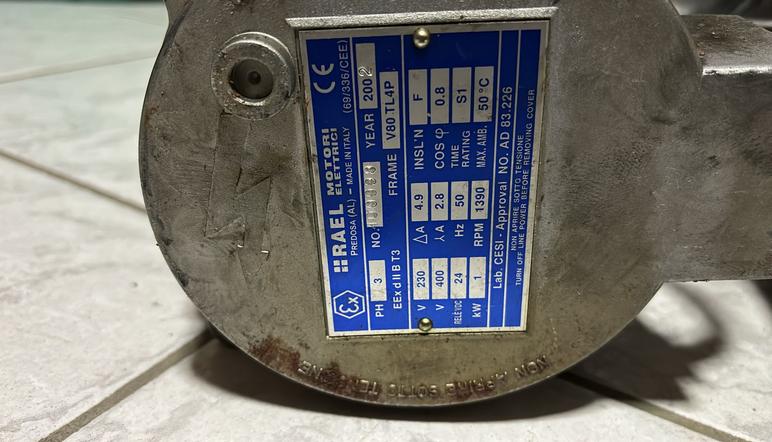 RAEL MOTORI ELETTRICI CE
PREDOSA (AL) – MADE IN ITALY (69/336/CEE)
PH 3 NO. YEAR 2002
EEx d II B T3 FRAME V80 TL4P
V 230 △A 4.9 INSL'N F
V 400 ⅄A 2.8 COS φ 0.8
RELÈ VDC 24 Hz 50 TIME RATING S1
kW 1 RPM 1390 MAX. AMB. 50 °C
Lab. CESI - Approval NO. AD 83.226
NON APRIRE SOTTO TENSIONE
TURN OFF LINE POWER BEFORE REMOVING COVER
NON APRIRE SOTTO TENSIONE